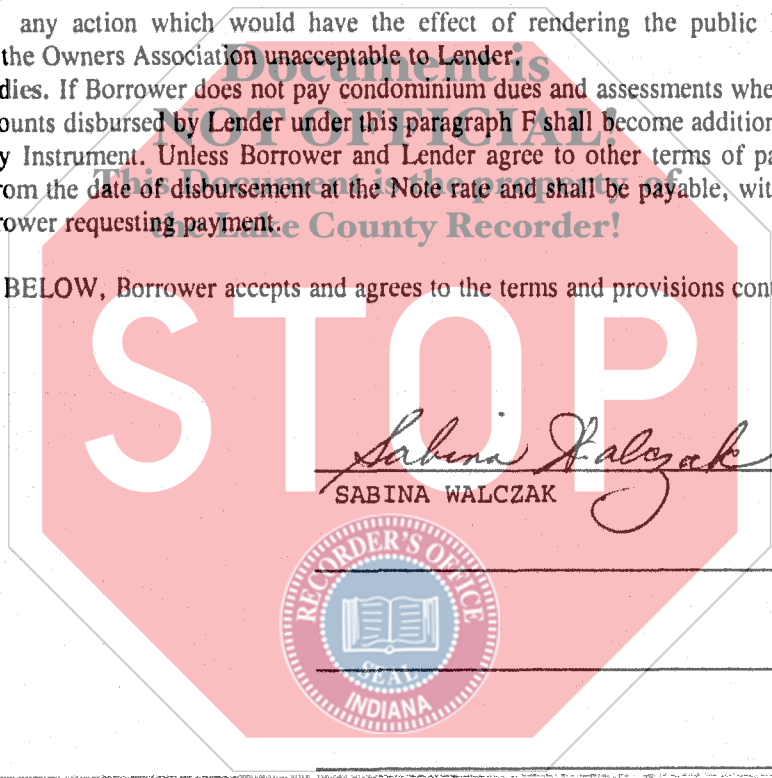 any action which would have the effect of rendering the public
the Owners Association unacceptable to Lender.
Document is
dies. If Borrower does not pay condominium dues and assessments whe
ounts disbursed by Lender under this paragraph F shall become addition
NOT OFFICIAL!
y Instrument. Unless Borrower and Lender agree to other terms of pa
This Document is the property of
rom the date of disbursement at the Note rate and shall be payable, wit
the Lake County Recorder!
rower requesting payment.
BELOW, Borrower accepts and agrees to the terms and provisions cont
STOP
Sabina Walczak
SABINA WALCZAK
RECORDER'S OFFICE
SEAL
INDIANA